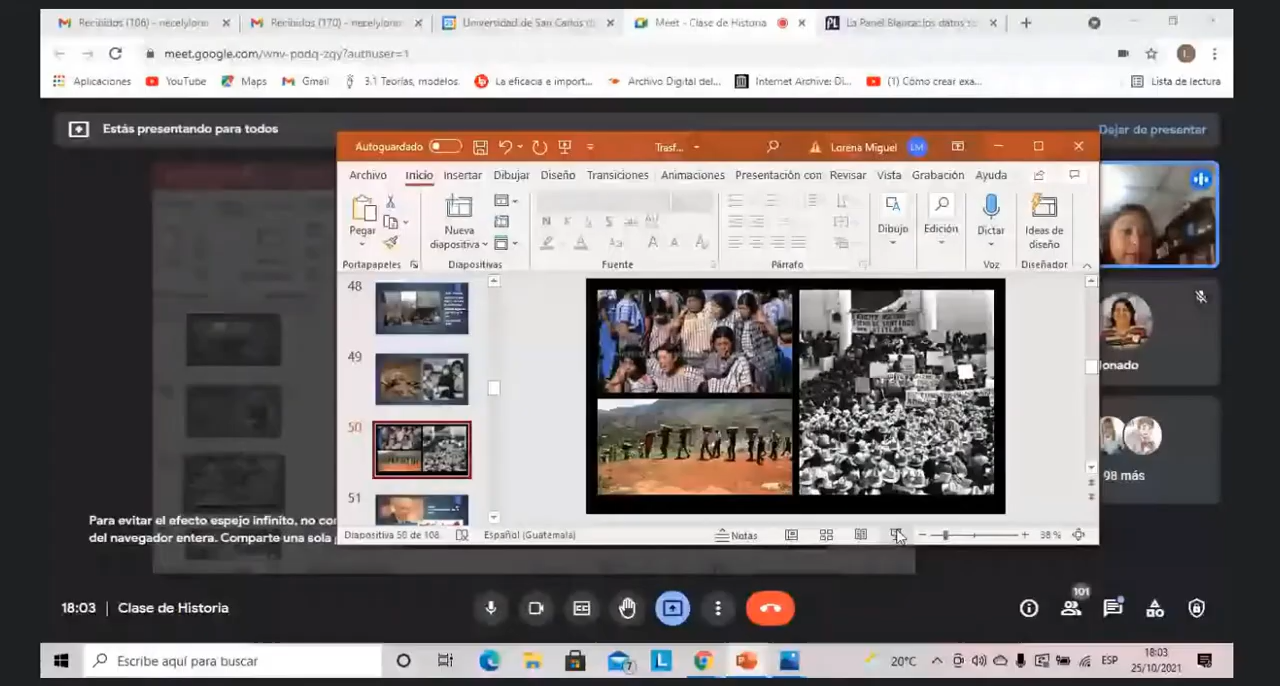 Recibidos (106) - necelylone
Recibidos (170) - necelylone
Universidad de San Carlos d
Meet - Clase de Historia
La Panel Blanca: los datos s
meet.google.com/wnv-podq-zqy?authuser=1
Aplicaciones
YouTube
Maps
Gmail
3.1 Teorías, modelos.
La eficacia e import...
Archivo Digital del...
Internet Archive: Di...
(1) Cómo crear exa...
Lista de lectura
Estás presentando para todos
Dejar de presentar
Autoguardado
Trasf...
Lorena Miguel
LM
Archivo
Inicio
Insertar
Dibujar
Diseño
Transiciones
Animaciones
Presentación con
Revisar
Vista
Grabación
Ayuda
Pegar
Nueva
diapositiva
Dibujo
Edición
Dictar
Ideas de
diseño
Portapapeles
Diapositivas
Fuente
Párrafo
Voz
Diseñador
48
49
50
51
lonado
98 más
Para evitar el efecto espejo infinito, no com
del navegador entera. Comparte una sola
Diapositiva 50 de 108
Español (Guatemala)
Notas
38 %
18:03 | Clase de Historia
101
Escribe aquí para buscar
7
L
20°C
ESP
18:03
25/10/2021